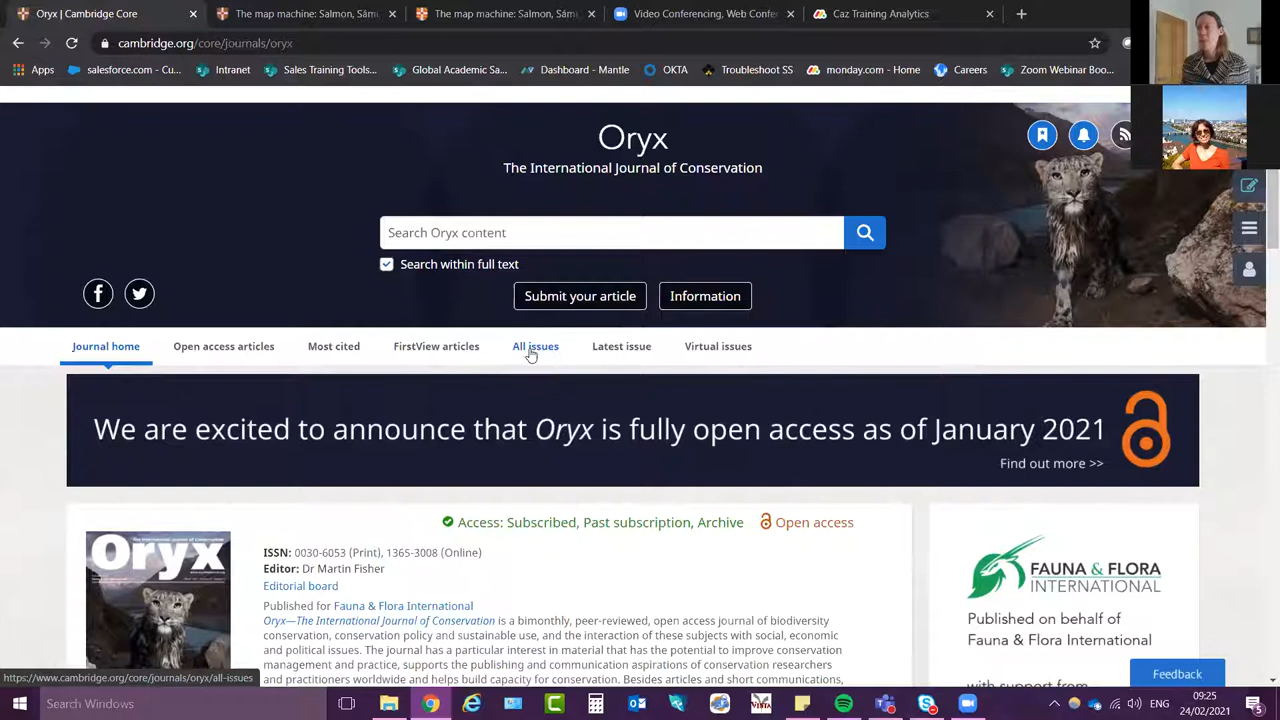 Oryx | Cambridge Core
The map machine: Salmon, Sámi
The map machine: Salmon, Sámi
Video Conferencing, Web Confe
Caz Training Analytics
cambridge.org/core/journals/oryx
Apps
salesforce.com - Cu...
Intranet
Sales Training Tools...
Global Academic Sa...
Dashboard - Mantle
OKTA
Troubleshoot SS
monday.com - Home
Careers
Zoom Webinar Boo...
Oryx
The International Journal of Conservation
Search Oryx content
Search within full text
Submit your article
Information
Journal home
Open access articles
Most cited
FirstView articles
All issues
Latest issue
Virtual issues
We are excited to announce that Oryx is fully open access as of January 2021
Find out more >>
Access: Subscribed, Past subscription, Archive
Open access
Oryx
ISSN: 0030-6053 (Print), 1365-3008 (Online)
Editor: Dr Martin Fisher
Editorial board
Published for Fauna & Flora International
Oryx—The International Journal of Conservation is a bimonthly, peer-reviewed, open access journal of biodiversity
conservation, conservation policy and sustainable use, and the interaction of these subjects with social, economic
and political issues. The journal has a particular interest in material that has the potential to improve conservation
management and practice, supports the publishing and communication aspirations of conservation researchers
and practitioners worldwide and helps build capacity for conservation. Besides articles and short communications,
FAUNA & FLORA
INTERNATIONAL
Published on behalf of
Fauna & Flora International
with support from
Feedback
https://www.cambridge.org/core/journals/oryx/all-issues
Search Windows
ENG
09:25
24/02/2021
5